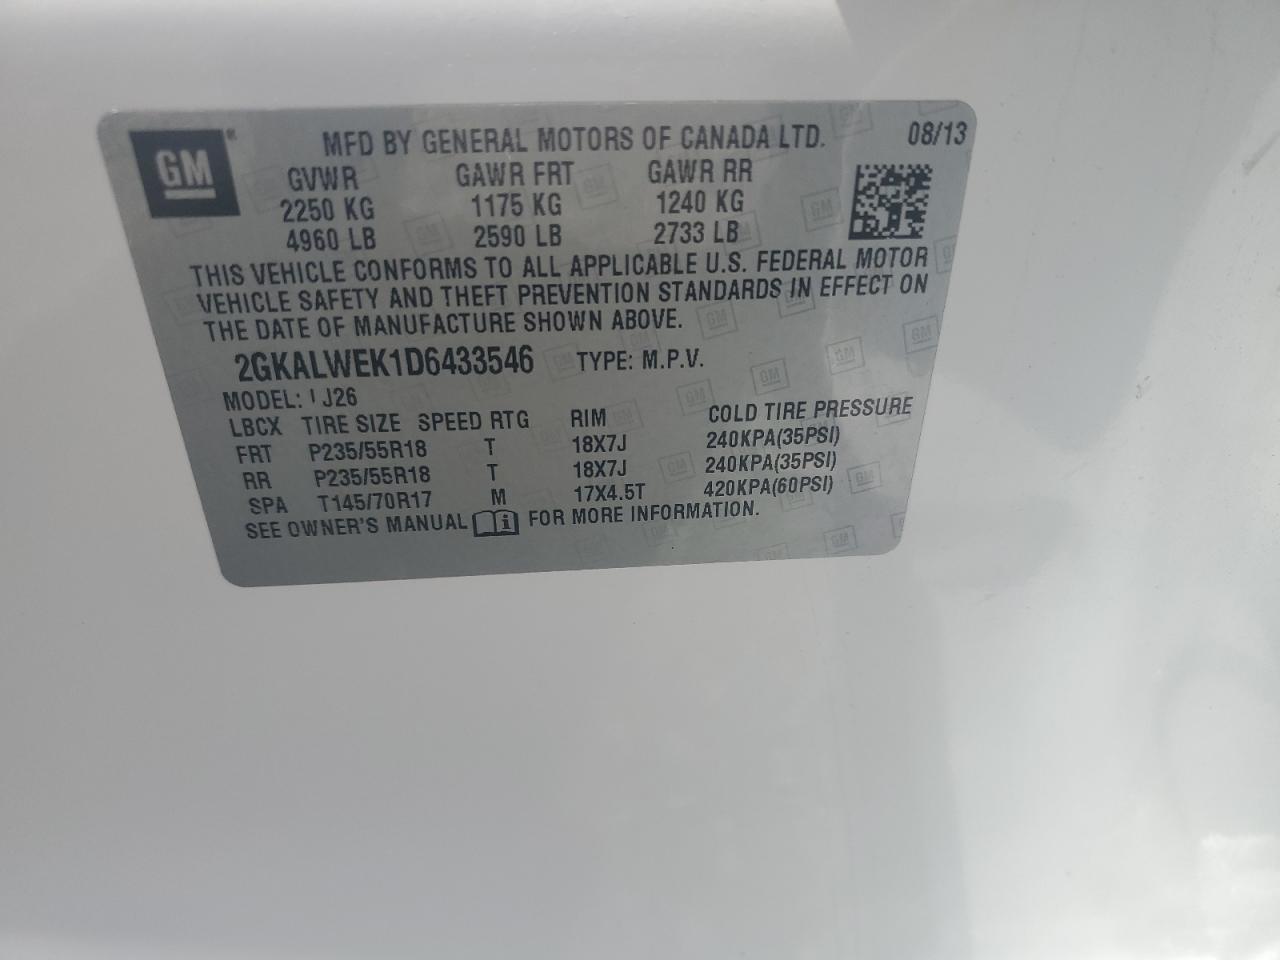 GM ® MFD BY GENERAL MOTORS OF CANADA LTD. 08/13
GVWR GAWR FRT GAWR RR
2250 KG 1175 KG 1240 KG
4960 LB 2590 LB 2733 LB
THIS VEHICLE CONFORMS TO ALL APPLICABLE U.S. FEDERAL MOTOR
VEHICLE SAFETY AND THEFT PREVENTION STANDARDS IN EFFECT ON
THE DATE OF MANUFACTURE SHOWN ABOVE.
2GKALWEK1D6433546 TYPE: M.P.V.
MODEL: J26
LBCX TIRE SIZE SPEED RTG RIM COLD TIRE PRESSURE
FRT P235/55R18 T 18X7J 240KPA(35PSI)
RR P235/55R18 T 18X7J 240KPA(35PSI)
SPA T145/70R17 M 17X4.5T 420KPA(60PSI)
SEE OWNER'S MANUAL i FOR MORE INFORMATION.